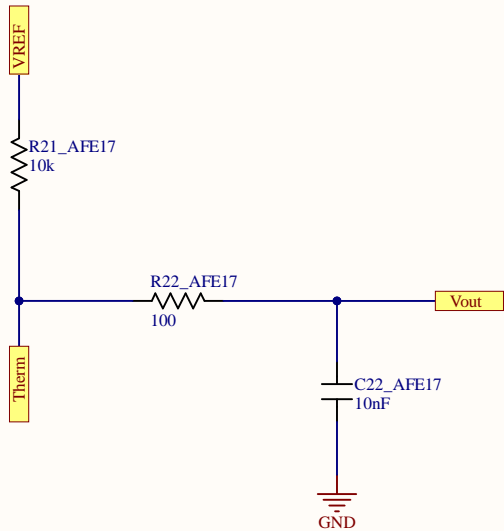 VREF
R21_AFE17
10k
R22_AFE17
100
Vout
Therm
C22_AFE17
10nF
GND